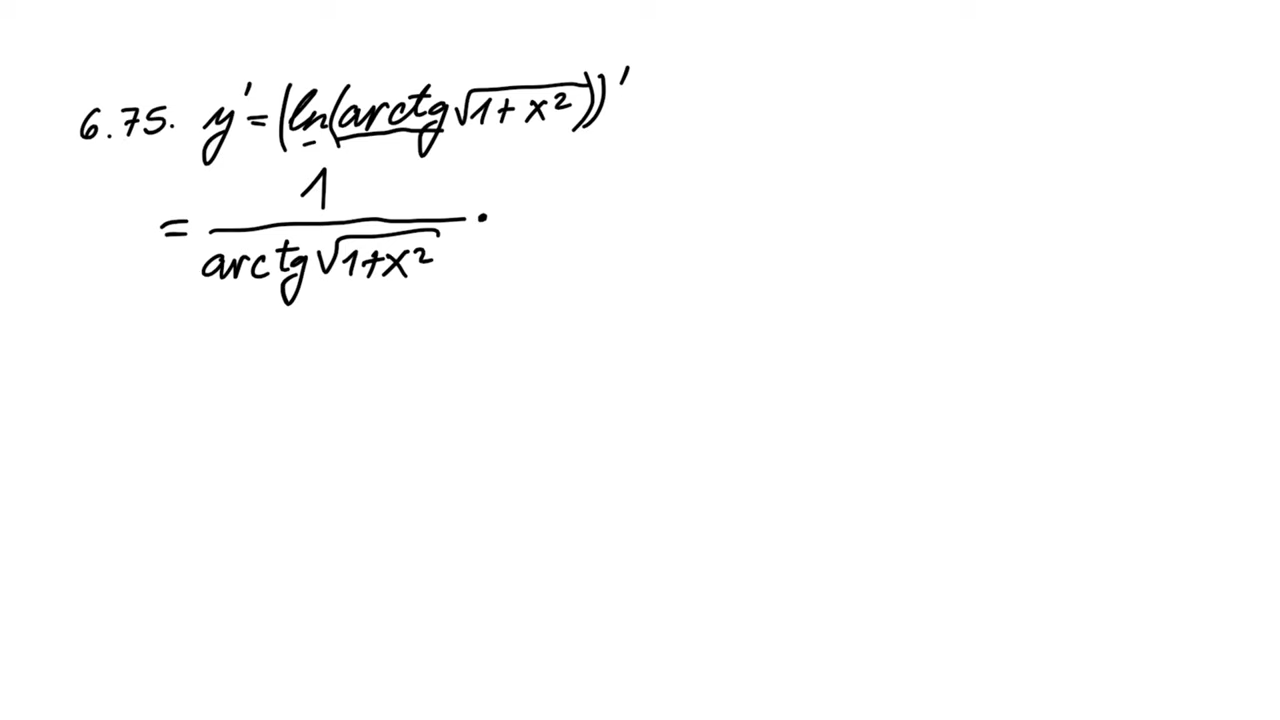 6.75. y' = (ln(arctg√(1+x²)))'
= 1/(arctg√(1+x²)) ·